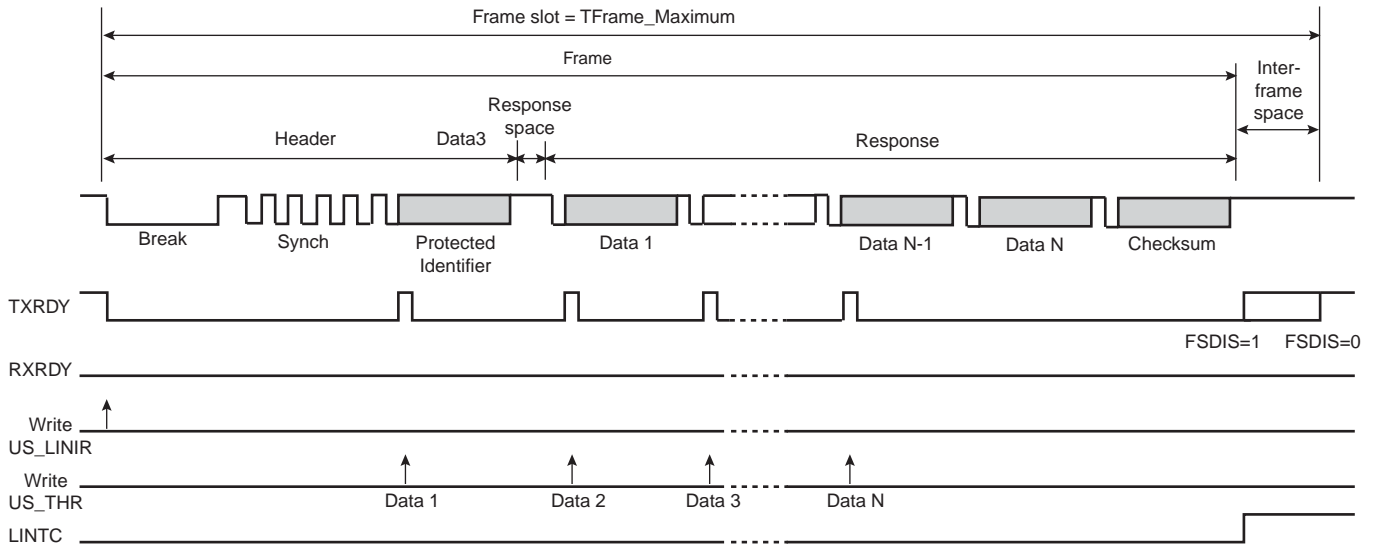 Frame slot = TFrame_Maximum
Frame
Inter-
frame
space
Response
space
Header
Data3
Response
Break
Synch
Protected
Identifier
Data 1
Data N-1
Data N
Checksum
TXRDY
FSDIS=1
FSDIS=0
RXRDY
Write
US_LINIR
Write
US_THR
Data 1
Data 2
Data 3
Data N
LINTC